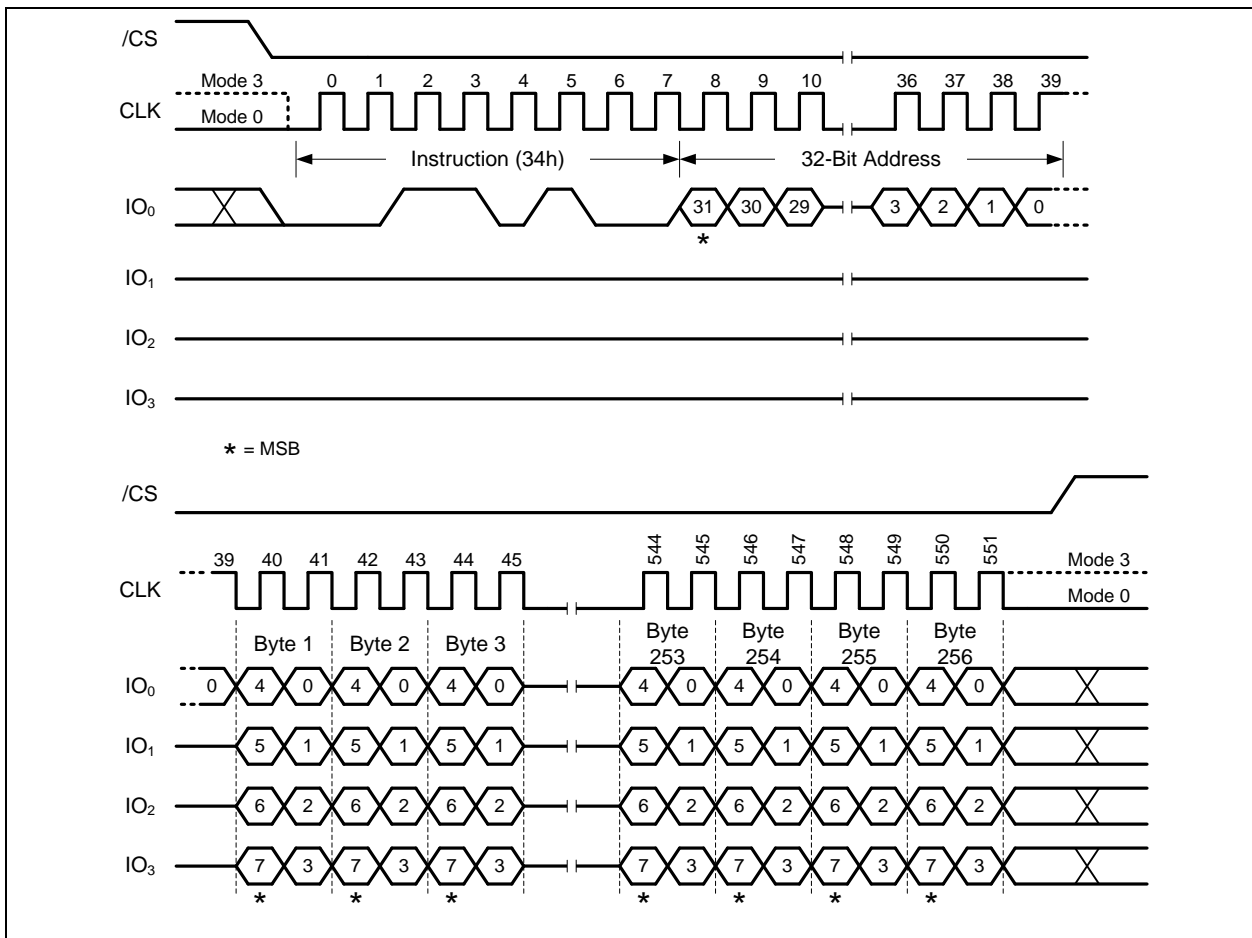 /CS
Mode 3 0 1 2 3 4 5 6 7 8 9 10 36 37 38 39
CLK Mode 0
Instruction (34h) 32-Bit Address
IO₀ 31 30 29 3 2 1 0
*
IO₁
IO₂
IO₃
* = MSB
/CS
39 40 41 42 43 44 45 544 545 546 547 548 549 550 551 Mode 3
CLK Mode 0
Byte 1 Byte 2 Byte 3 Byte 253 Byte 254 Byte 255 Byte 256
IO₀ 0 4 0 4 0 4 0 4 0 4 0 4 0 4 0
IO₁ 5 1 5 1 5 1 5 1 5 1 5 1 5 1
IO₂ 6 2 6 2 6 2 6 2 6 2 6 2 6 2
IO₃ 7 3 7 3 7 3 7 3 7 3 7 3 7 3
* * * * * * *